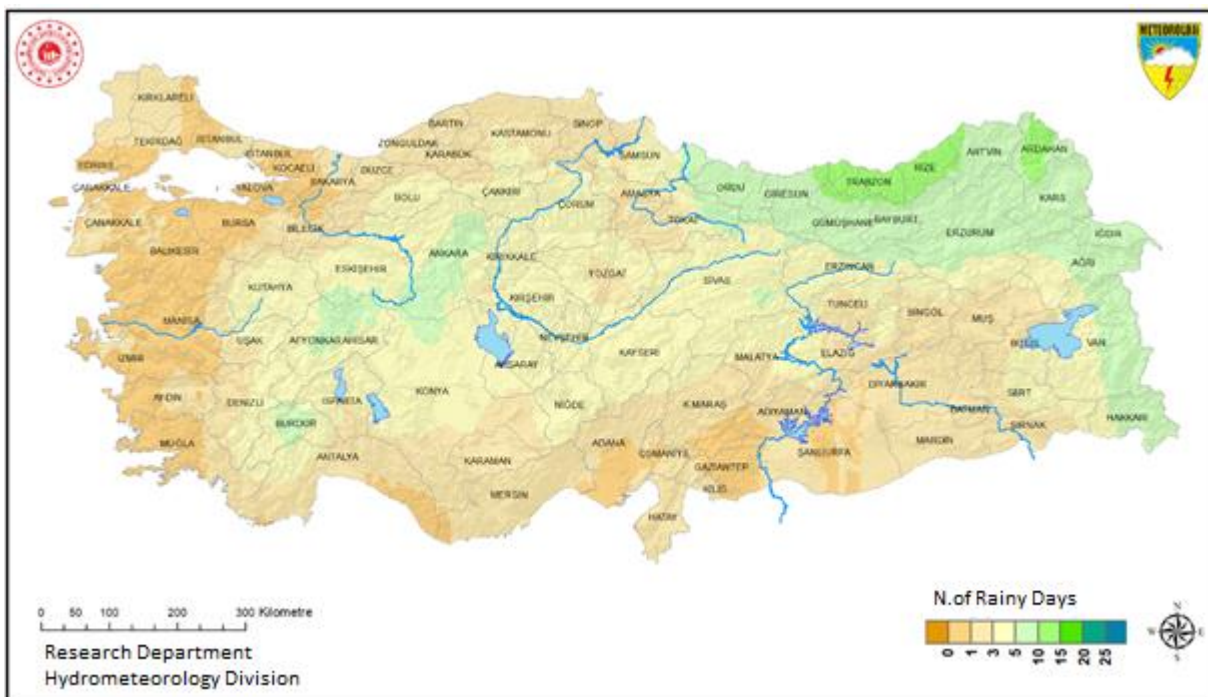 METEOROLOJİ
KIRKLARELİ
TEKİRDAĞ
İSTANBUL
EDİRNE
İSTANBUL
KOCAELİ
YALOVA
SAKARYA
DÜZCE
ZONGULDAK
BARTIN
KARABÜK
KASTAMONU
SİNOP
SAMSUN
ÇANAKKALE
ÇANAKKALE
BALIKESİR
BURSA
BİLECİK
BOLU
ÇANKIRI
ÇORUM
AMASYA
TOKAT
ORDU
GİRESUN
TRABZON
RİZE
ARTVİN
ARDAHAN
KARS
GÜMÜŞHANE
BAYBURT
ERZURUM
IĞDIR
AĞRI
ESKİŞEHİR
ANKARA
KIRIKKALE
YOZGAT
SİVAS
ERZİNCAN
TUNCELİ
BİNGÖL
MUŞ
KÜTAHYA
KIRŞEHİR
MANİSA
UŞAK
AFYONKARAHİSAR
NEVŞEHİR
KAYSERİ
MALATYA
ELAZIĞ
BİTLİS
VAN
İZMİR
AKSARAY
KONYA
AYDIN
DENİZLİ
ISPARTA
NİĞDE
K.MARAŞ
ADIYAMAN
DİYARBAKIR
BATMAN
SİİRT
ŞIRNAK
HAKKARİ
BURDUR
MUĞLA
ANTALYA
KARAMAN
ADANA
OSMANİYE
GAZİANTEP
ŞANLIURFA
MARDİN
MERSİN
KİLİS
HATAY
0 50 100 200 300 Kilometre
Research Department
Hydrometeorology Division
N.of Rainy Days
0 1 3 5 10 15 20 25
N
W E
S